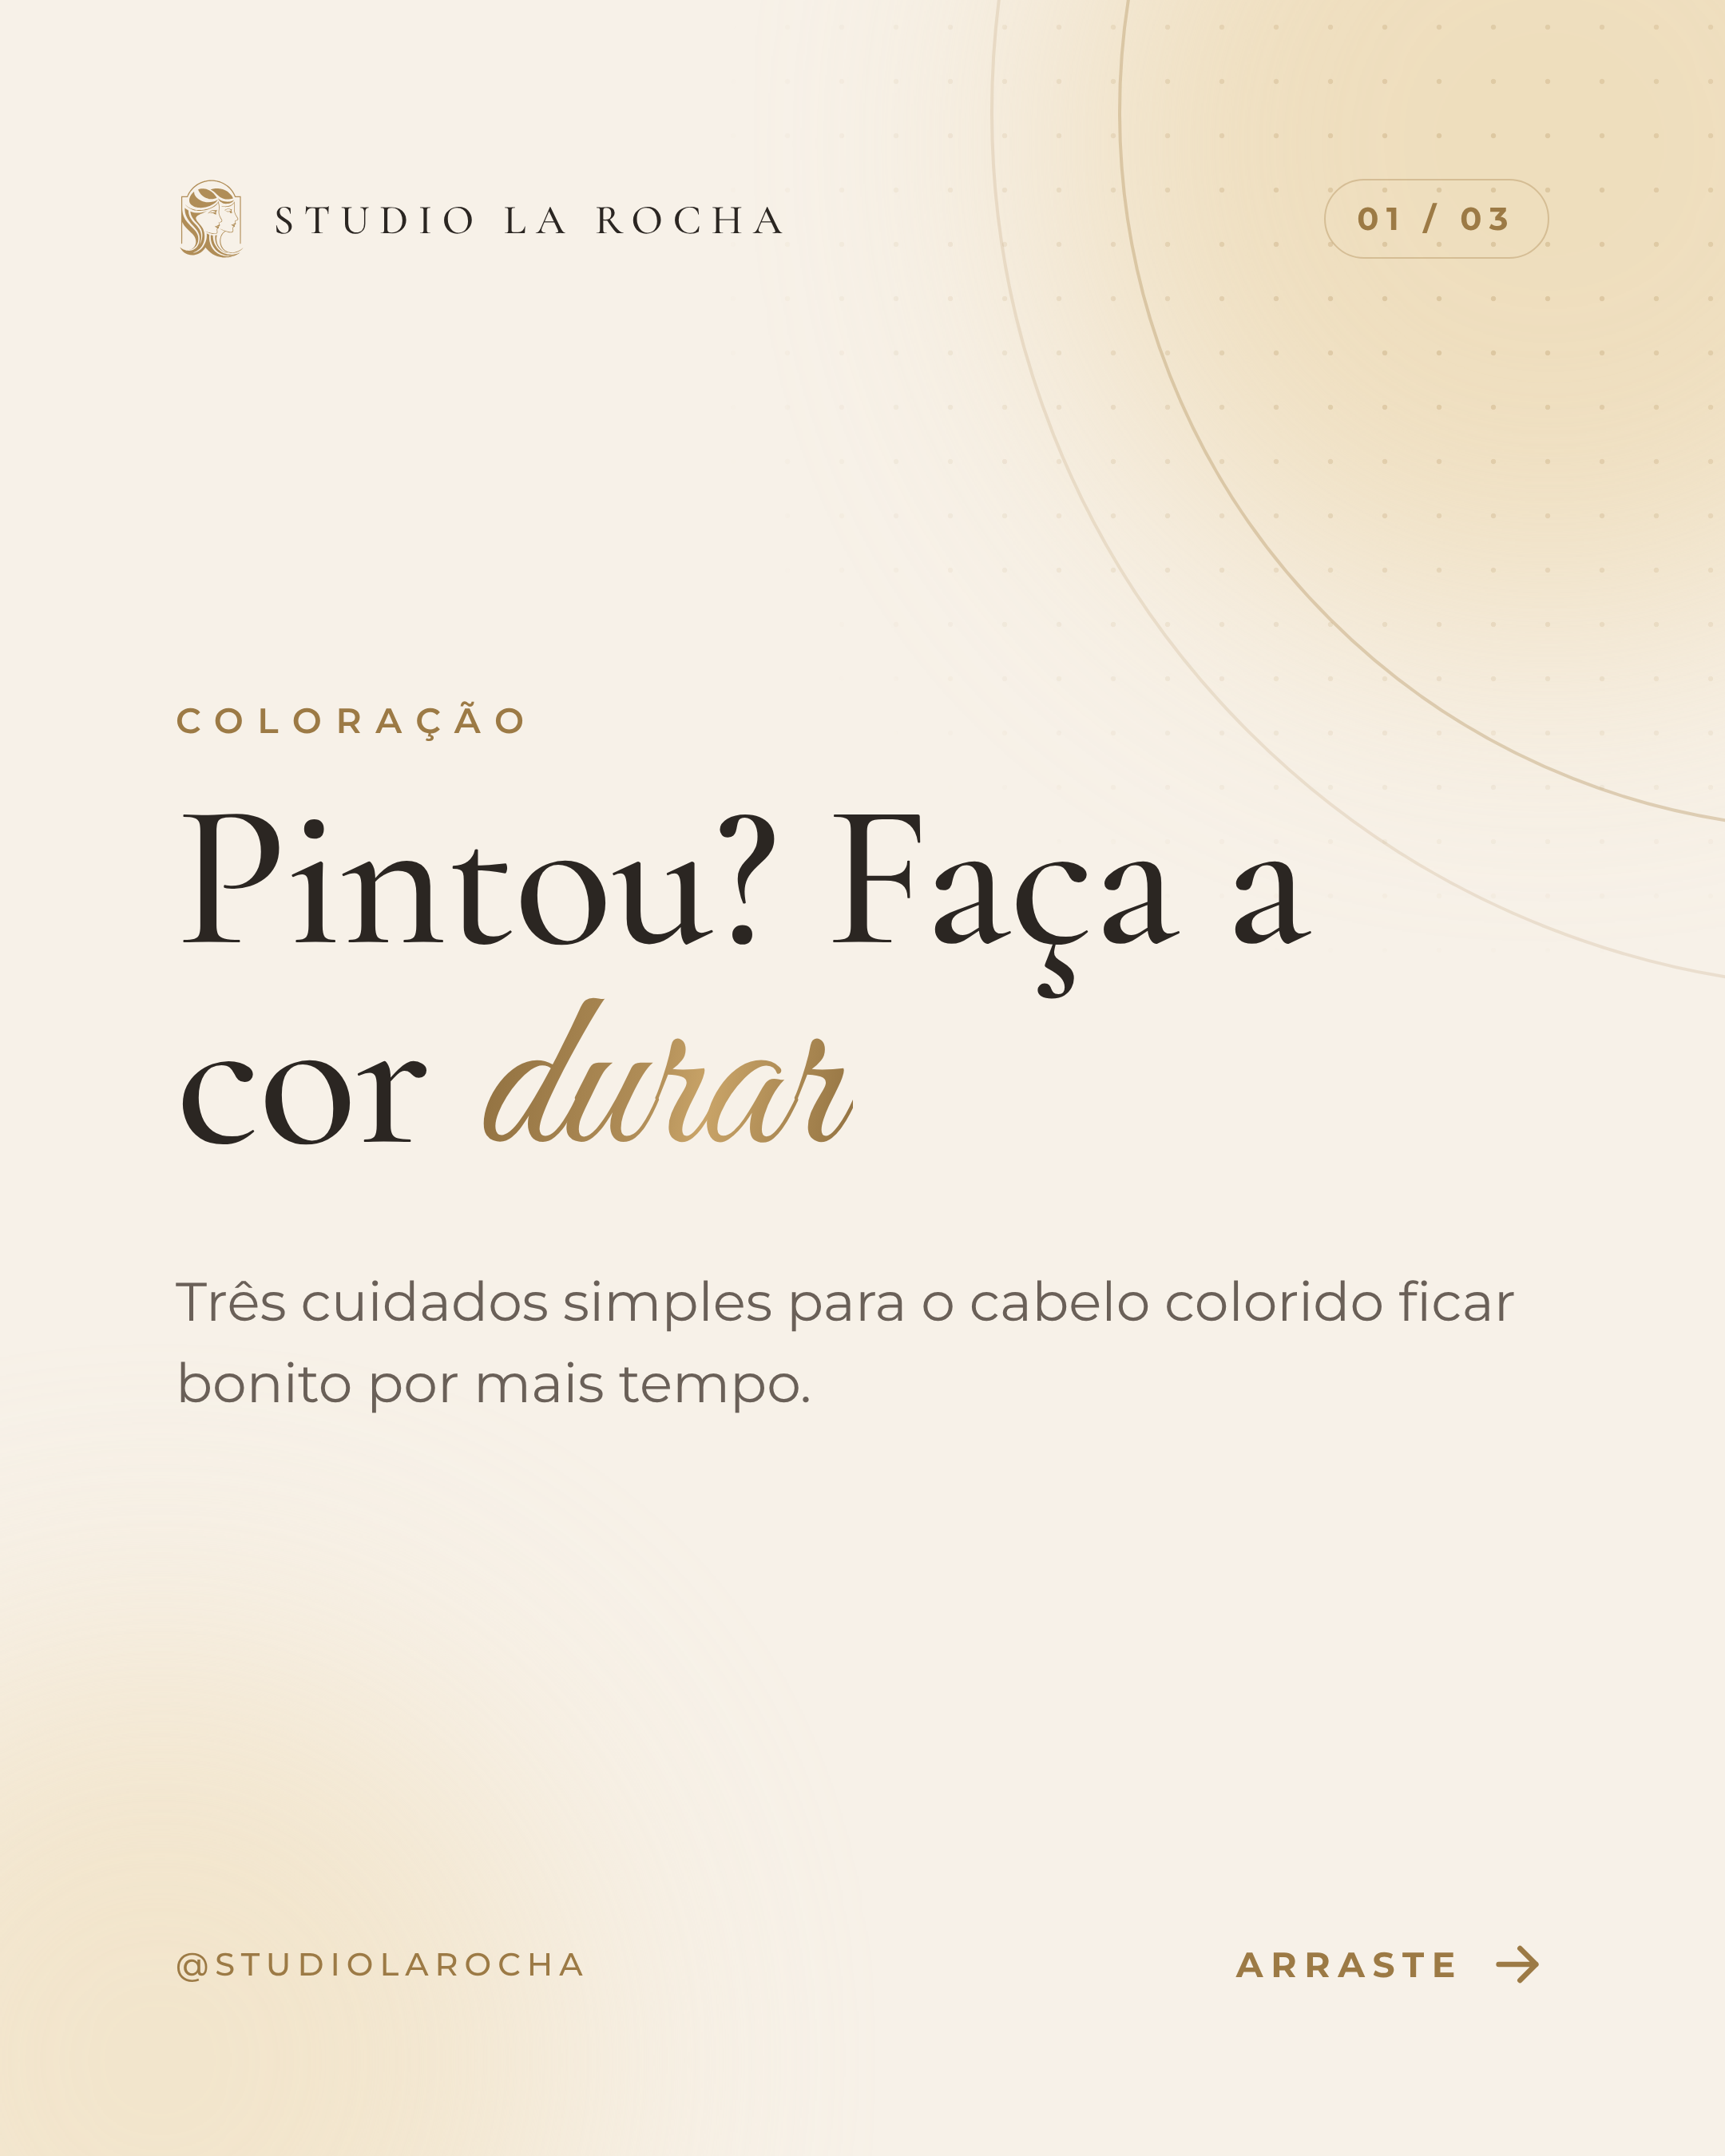 STUDIO LA ROCHA
01 / 03
COLORAÇÃO
Pintou? Faça a
cor durar
Três cuidados simples para o cabelo colorido ficar
bonito por mais tempo.
@STUDIOLAROCHA
ARRASTE →